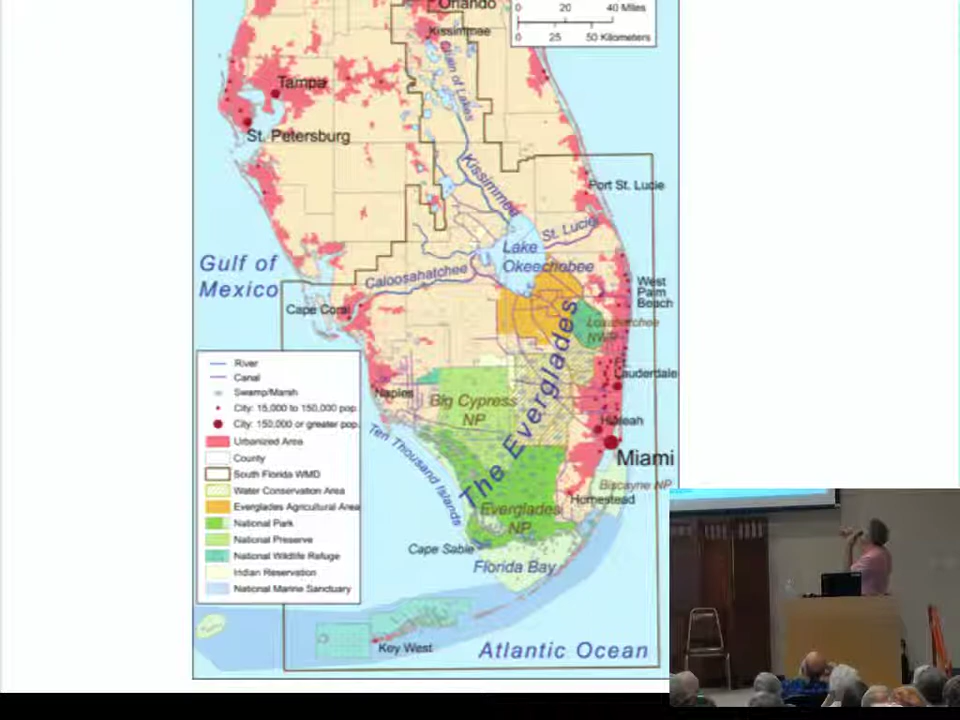 Orlando
0 20 40 Miles
0 25 50 Kilometers
Kissimmee
Chain of Lakes
Tampa
St. Petersburg
Kissimmee
Port St. Lucie
St. Lucie
Lake
Okeechobee
Gulf of
Mexico
Caloosahatchee
West
Palm
Beach
Cape Coral
Loxahatchee
NWR
The Everglades
Lauderdale
Naples
Big Cypress
NP
Hialeah
Miami
Ten Thousand Islands
Biscayne NP
Homestead
Everglades
NP
Cape Sable
Florida Bay
Key West
Atlantic Ocean
River
Canal
Swamp/Marsh
City: 15,000 to 150,000 pop.
City: 150,000 or greater pop.
Urbanized Area
County
South Florida WMD
Water Conservation Area
Everglades Agricultural Area
National Park
National Preserve
National Wildlife Refuge
Indian Reservation
National Marine Sanctuary